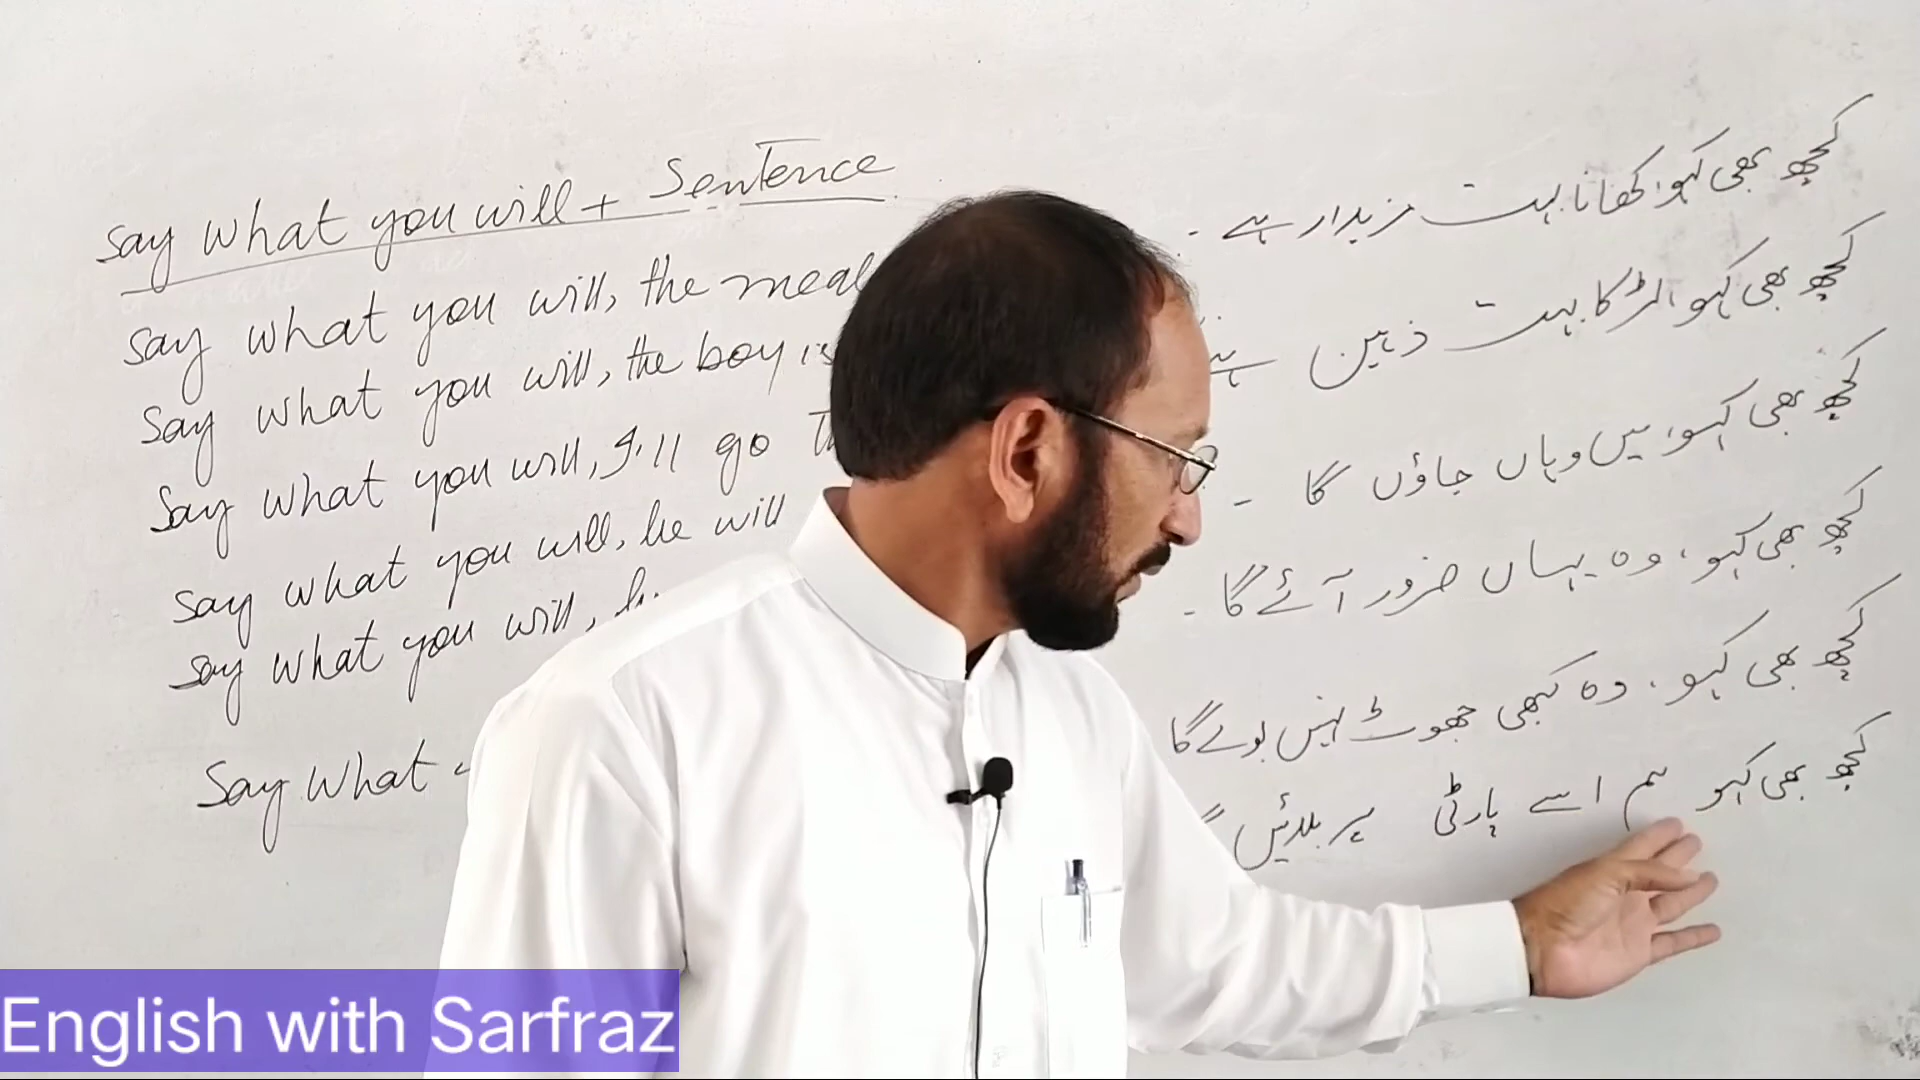 Say what you will + Sentence
کچھ بھی کہو، کھانا بہت مزیدار ہے ۔
Say what you will, the meal
کچھ بھی کہو، لڑکا بہت ذہین ہے
Say what you will, the boy is
کچھ بھی کہو، میں وہاں جاؤں گا ۔
Say what you will, I'll go
کچھ بھی کہو، وہ یہاں ضرور آئے گا ۔
Say what you will, he will
کچھ بھی کہو، وہ کبھی جھوٹ نہیں بولے گا
Say what you will,
کچھ بھی کہو ہم اسے پارٹی پر بلائیں
Say what
English with Sarfraz